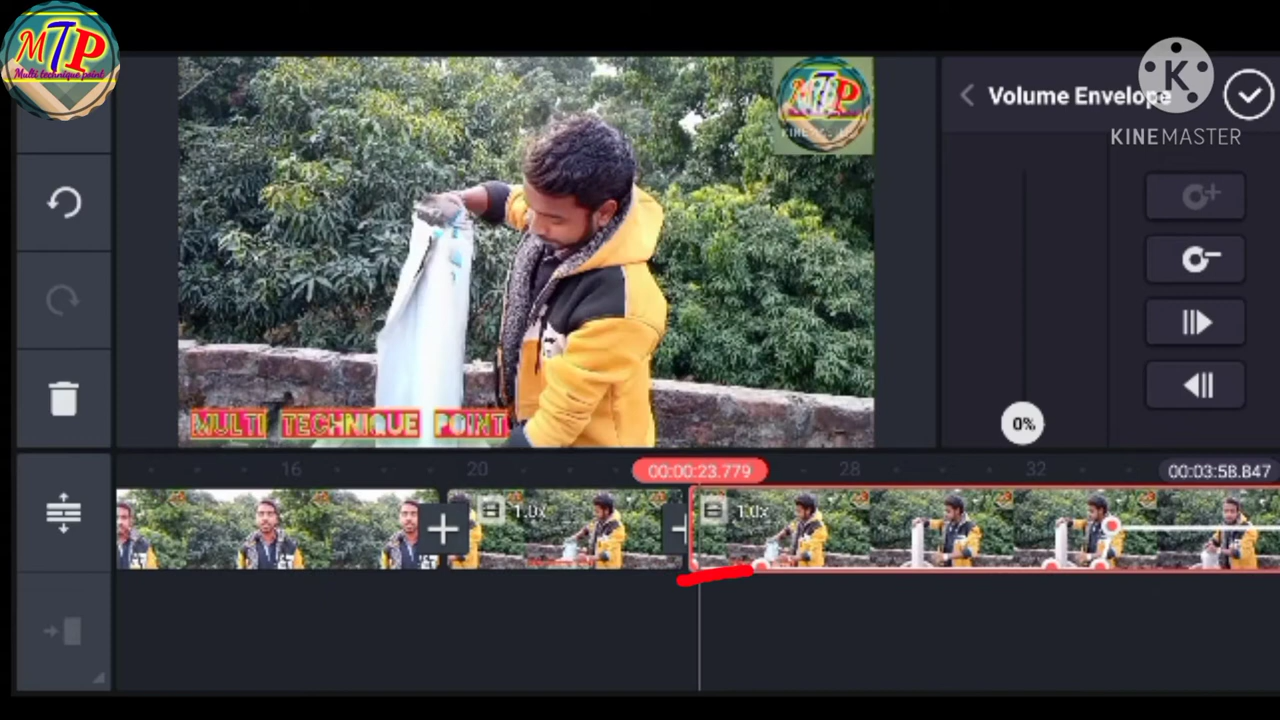 MTP
Multi technique point
MTP
Volume Envelope
KINEMASTER
MULTI TECHNIQUE POINT
0%
16
20
00:00:23.779
28
32
00:03:58.847
1.0x
1.0x